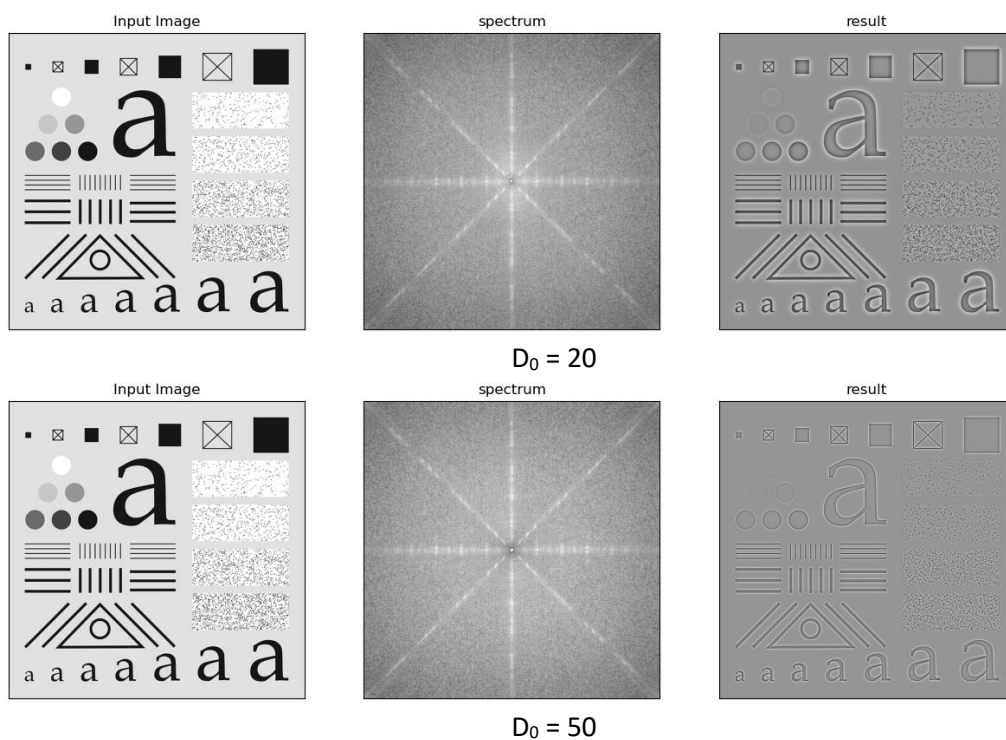 Input Image
spectrum
result
a
a a a a a a a
a
a a a a a a a
D₀ = 20
Input Image
spectrum
result
a
a a a a a a a
a
a a a a a a a
D₀ = 50